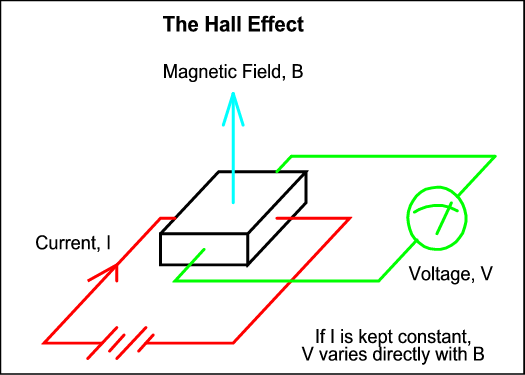 The Hall Effect
Magnetic Field, B
Current, I
Voltage, V
If I is kept constant,
V varies directly with B